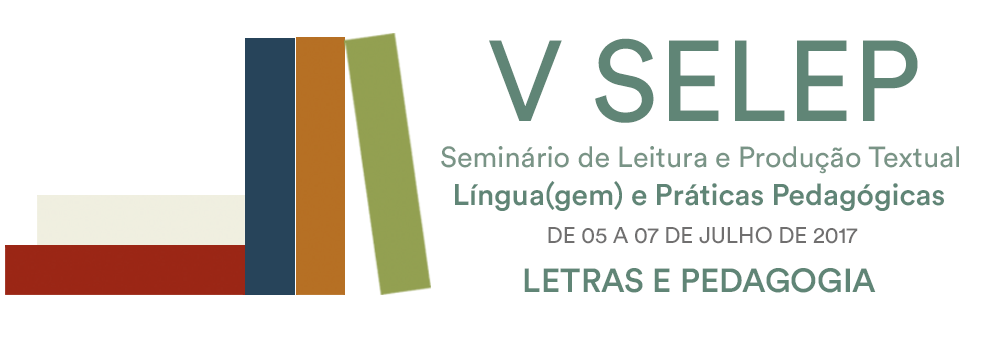 V SELEP
Seminário de Leitura e Produção Textual
Língua(gem) e Práticas Pedagógicas
DE 05 A 07 DE JULHO DE 2017
LETRAS E PEDAGOGIA